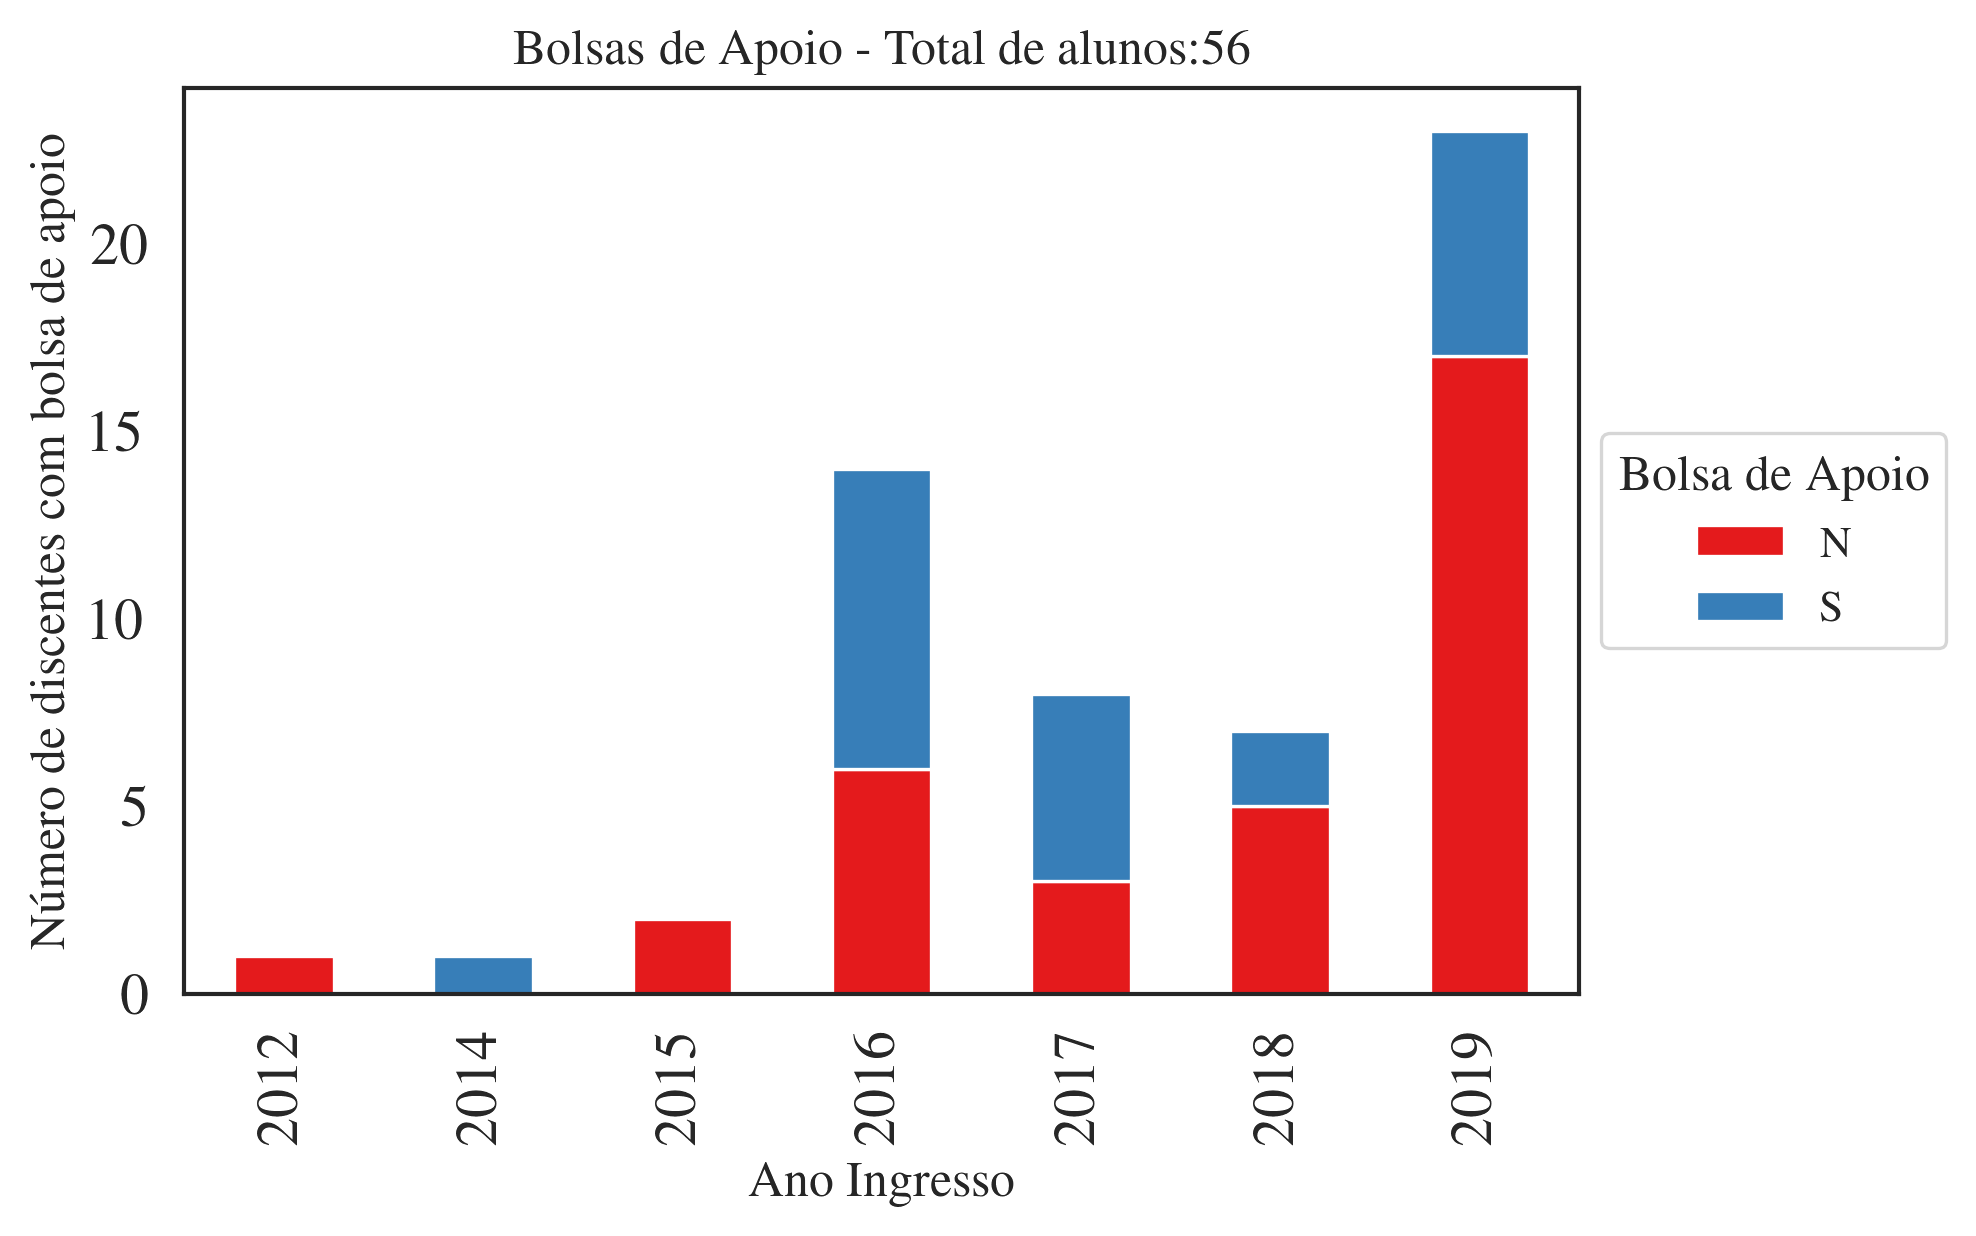 Bolsas de Apoio - Total de alunos:56
Número de discentes com bolsa de apoio
20
15
10
5
0
2012
2014
2015
2016
2017
2018
2019
Ano Ingresso
Bolsa de Apoio
N
S